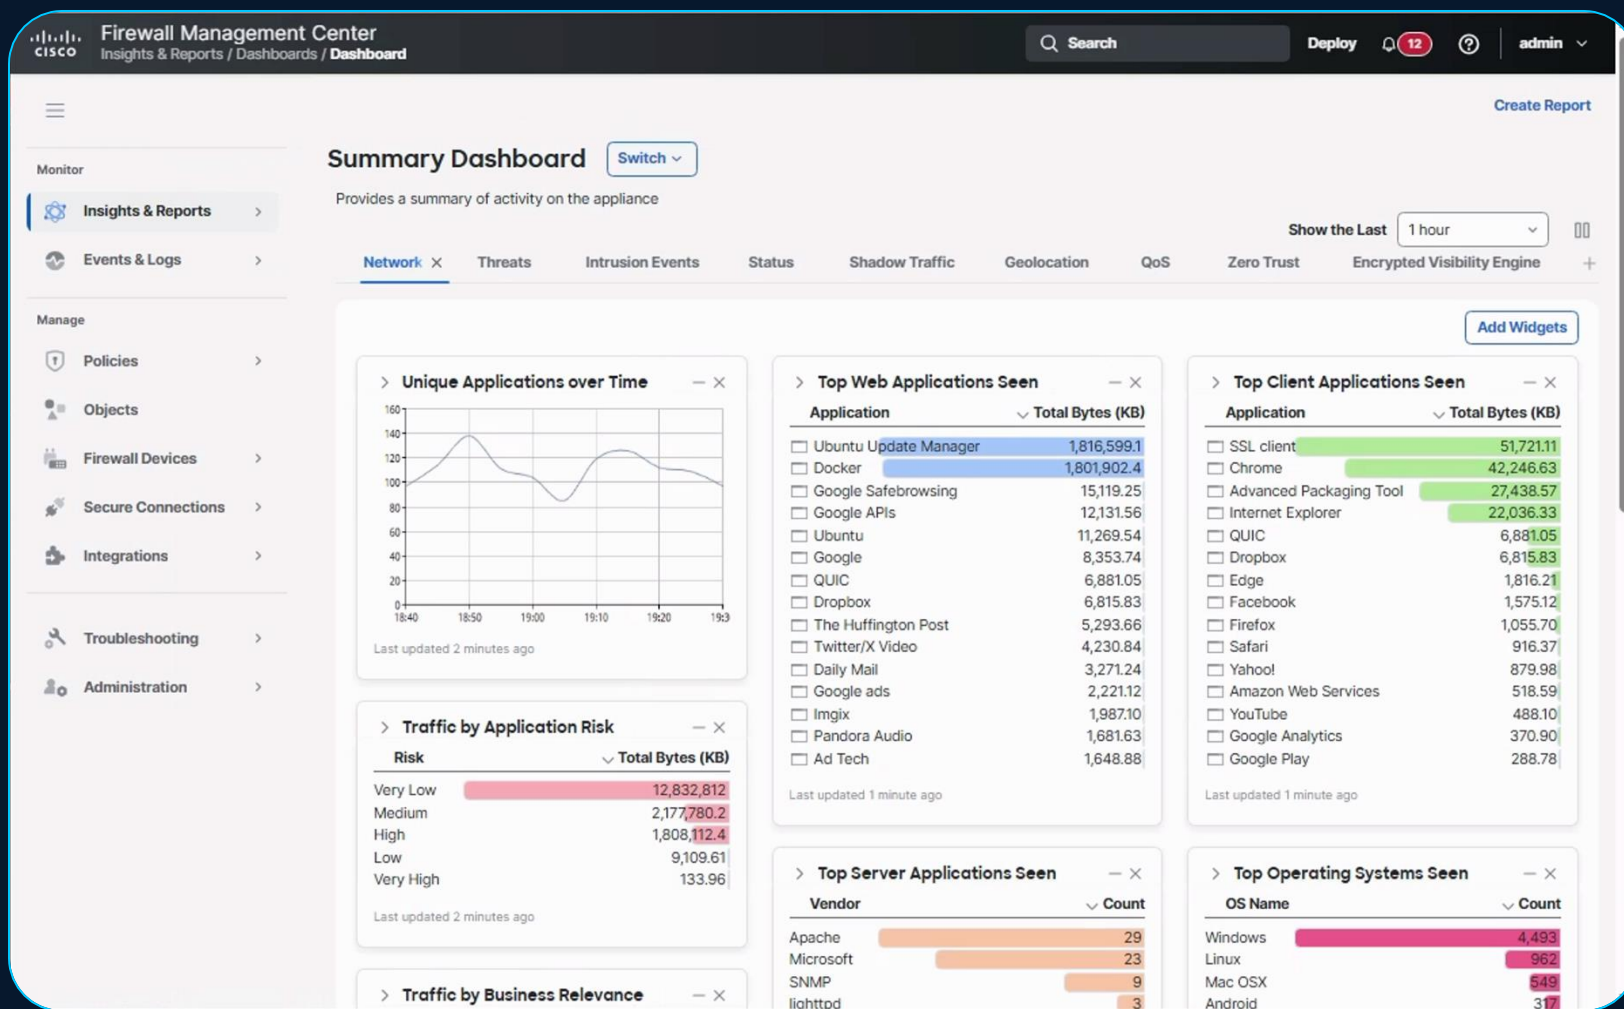 CISCO
Firewall Management Center
Insights & Reports / Dashboards / Dashboard
Search
Deploy
12
admin
Create Report
Monitor
Insights & Reports
Events & Logs
Manage
Policies
Objects
Firewall Devices
Secure Connections
Integrations
Troubleshooting
Administration
Summary Dashboard
Switch
Provides a summary of activity on the appliance
Show the Last 1 hour
Network Threats Intrusion Events Status Shadow Traffic Geolocation QoS Zero Trust Encrypted Visibility Engine
Add Widgets
Unique Applications over Time
160
140
120
100
80
60
40
20
0
18:40 18:50 19:00 19:10 19:20 19:3
Last updated 2 minutes ago
Traffic by Application Risk
Risk Total Bytes (KB)
Very Low 12,832,812
Medium 2,177,780.2
High 1,808,112.4
Low 9,109.61
Very High 133.96
Last updated 2 minutes ago
Traffic by Business Relevance
Top Web Applications Seen
Application Total Bytes (KB)
Ubuntu Update Manager 1,816,599.1
Docker 1,801,902.4
Google Safebrowsing 15,119.25
Google APIs 12,131.56
Ubuntu 11,269.54
Google 8,353.74
QUIC 6,881.05
Dropbox 6,815.83
The Huffington Post 5,293.66
Twitter/X Video 4,230.84
Daily Mail 3,271.24
Google ads 2,221.12
Imgix 1,987.10
Pandora Audio 1,681.63
Ad Tech 1,648.88
Last updated 1 minute ago
Top Server Applications Seen
Vendor Count
Apache 29
Microsoft 23
SNMP 9
lighttpd 3
Top Client Applications Seen
Application Total Bytes (KB)
SSL client 51,721.11
Chrome 42,246.63
Advanced Packaging Tool 27,438.57
Internet Explorer 22,036.33
QUIC 6,881.05
Dropbox 6,815.83
Edge 1,816.21
Facebook 1,575.12
Firefox 1,055.70
Safari 916.37
Yahoo! 879.98
Amazon Web Services 518.59
YouTube 488.10
Google Analytics 370.90
Google Play 288.78
Last updated 1 minute ago
Top Operating Systems Seen
OS Name Count
Windows 4,493
Linux 962
Mac OSX 549
Android 317